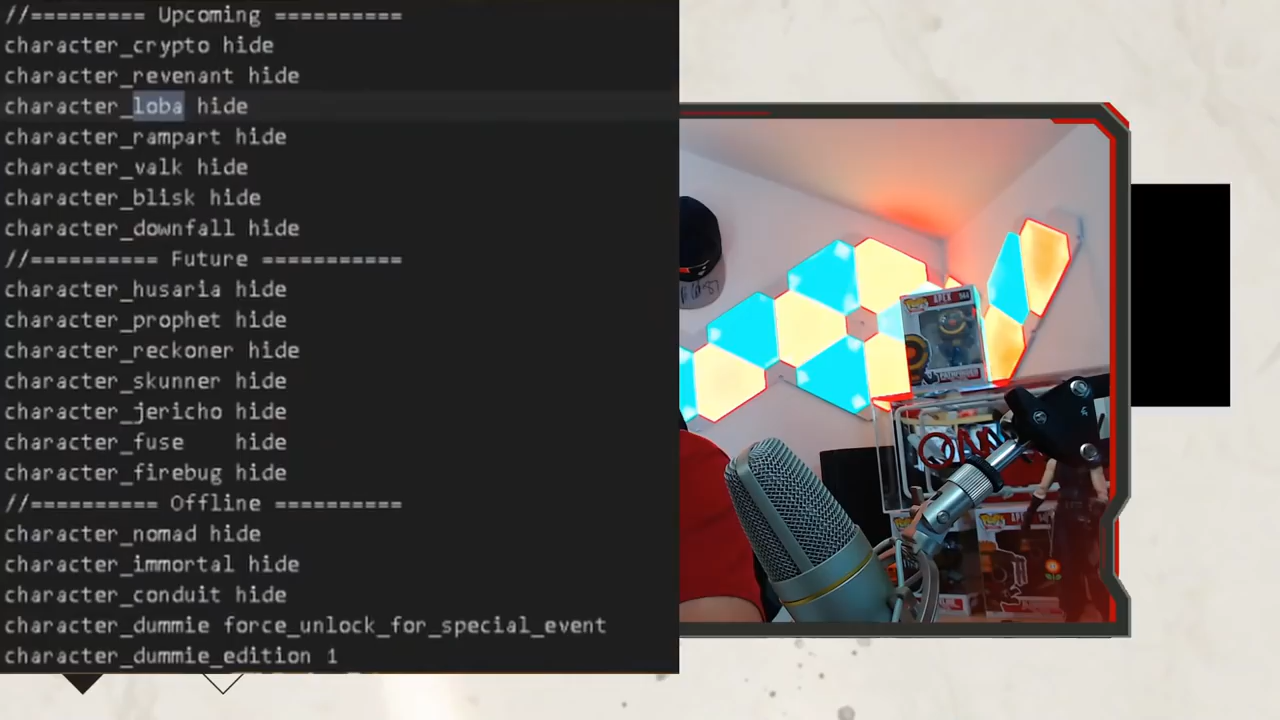 //========= Upcoming ==========
character_crypto hide
character_revenant hide
character_loba hide
character_rampart hide
character_valk hide
character_blisk hide
character_downfall hide
//========== Future ===========
character_husaria hide
character_prophet hide
character_reckoner hide
character_skunner hide
character_jericho hide
character_fuse    hide
character_firebug hide
//========== Offline ==========
character_nomad hide
character_immortal hide
character_conduit hide
character_dummie force_unlock_for_special_event
character_dummie_edition 1
APEX